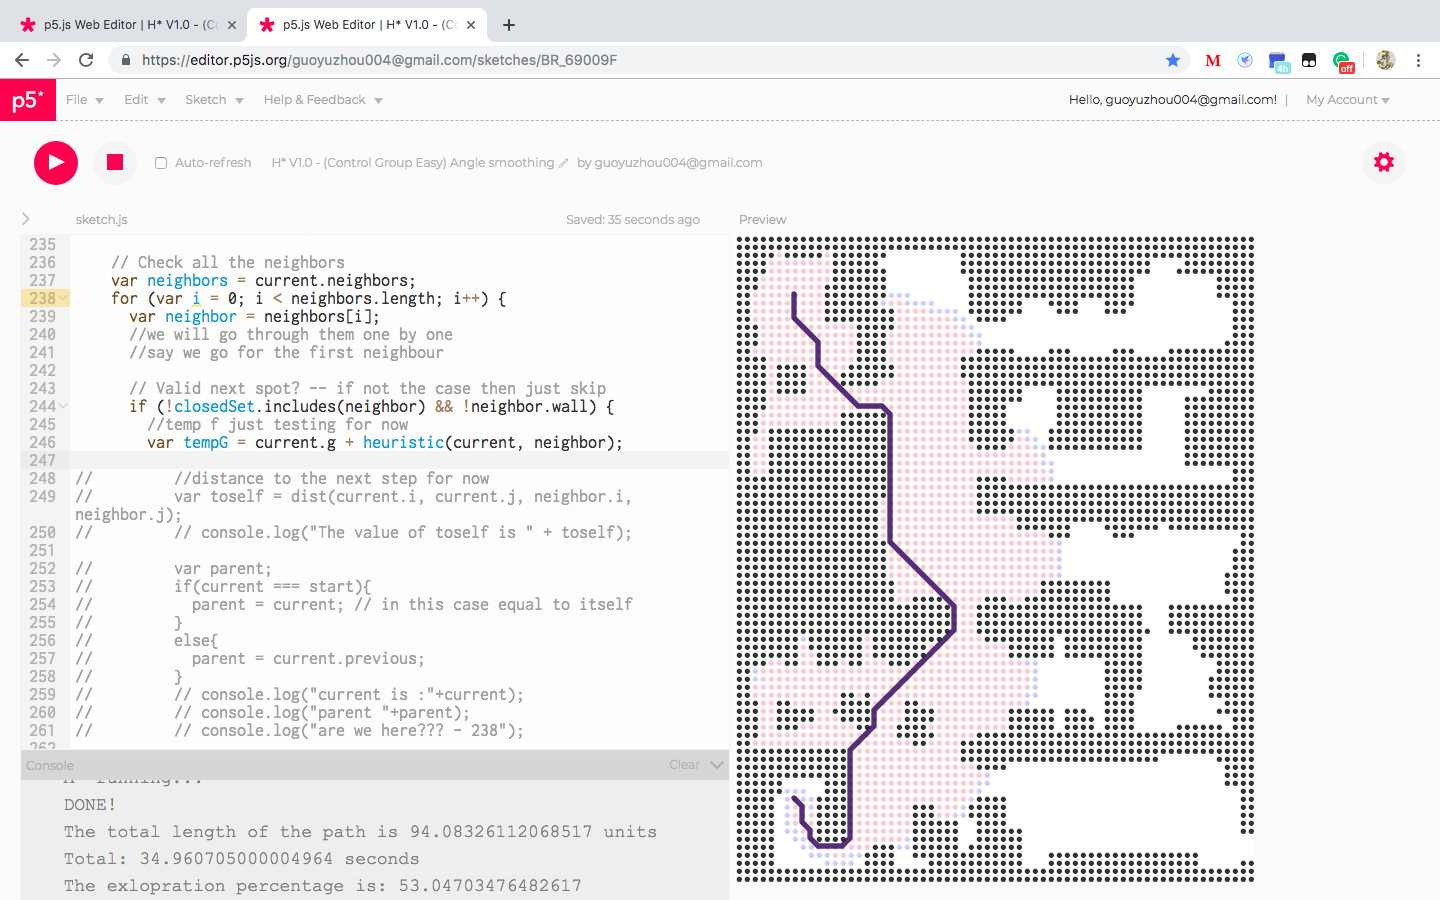 p5.js Web Editor | H* V1.0 - (Co
p5.js Web Editor | H* V1.0 - (Co
https://editor.p5js.org/guoyuzhou004@gmail.com/sketches/BR_69009F
M
4h
off
p5*
File
Edit
Sketch
Help & Feedback
Hello, guoyuzhou004@gmail.com!
|
My Account
Auto-refresh
H* V1.0 - (Control Group Easy) Angle smoothing
by guoyuzhou004@gmail.com
sketch.js
Saved: 35 seconds ago
Preview
235
236 // Check all the neighbors
237 var neighbors = current.neighbors;
238 for (var i = 0; i < neighbors.length; i++) {
239 var neighbor = neighbors[i];
240 //we will go through them one by one
241 //say we go for the first neighbour
242
243 // Valid next spot? -- if not the case then just skip
244 if (!closedSet.includes(neighbor) && !neighbor.wall) {
245 //temp f just testing for now
246 var tempG = current.g + heuristic(current, neighbor);
247
248 // //distance to the next step for now
249 // var toself = dist(current.i, current.j, neighbor.i,
neighbor.j);
250 // // console.log("The value of toself is " + toself);
251
252 // var parent;
253 // if(current === start){
254 // parent = current; // in this case equal to itself
255 // }
256 // else{
257 // parent = current.previous;
258 // }
259 // // console.log("current is :"+current);
260 // // console.log("parent "+parent);
261 // // console.log("are we here??? - 238");
262
Console
Clear
running...
DONE!
The total length of the path is 94.08326112068517 units
Total: 34.960705000004964 seconds
The exlopration percentage is: 53.04703476482617